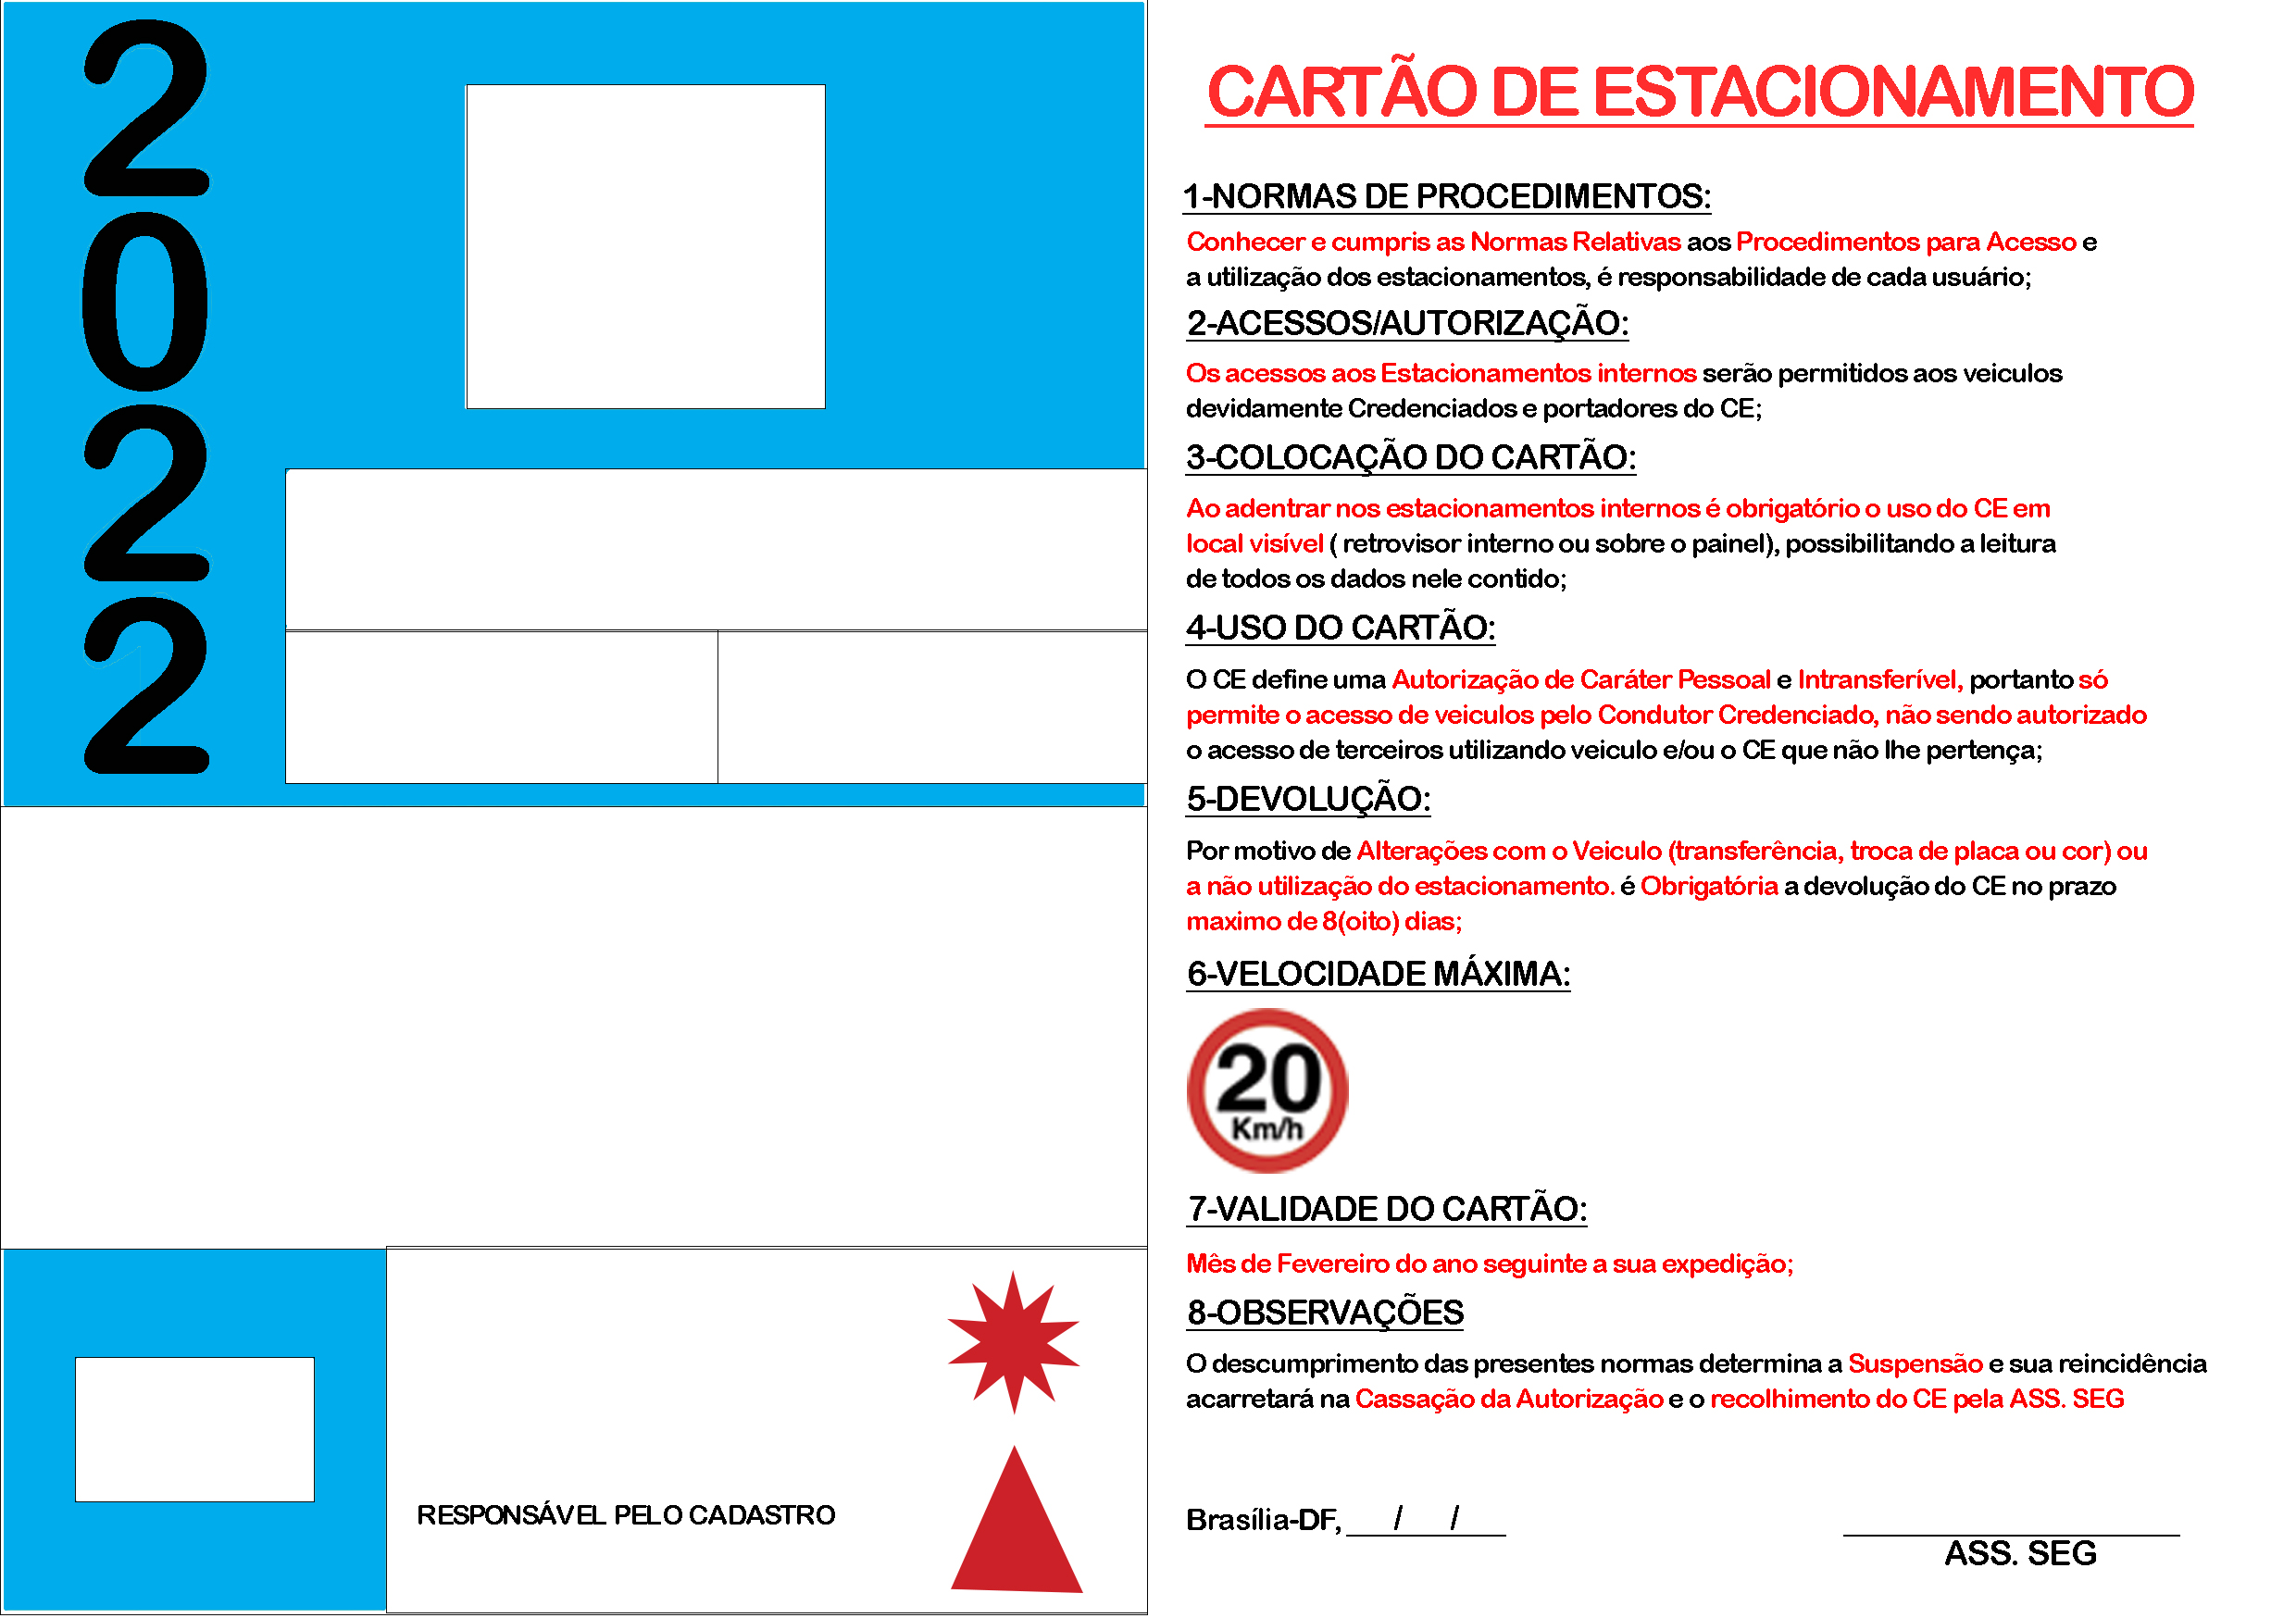 2
0
2
2
RESPONSÁVEL PELO CADASTRO
CARTÃO DE ESTACIONAMENTO
1-NORMAS DE PROCEDIMENTOS:
Conhecer e cumpris as Normas Relativas aos Procedimentos para Acesso e
a utilização dos estacionamentos, é responsabilidade de cada usuário;
2-ACESSOS/AUTORIZAÇÃO:
Os acessos aos Estacionamentos internos serão permitidos aos veiculos
devidamente Credenciados e portadores do CE;
3-COLOCAÇÃO DO CARTÃO:
Ao adentrar nos estacionamentos internos é obrigatório o uso do CE em
local visível ( retrovisor interno ou sobre o painel), possibilitando a leitura
de todos os dados nele contido;
4-USO DO CARTÃO:
O CE define uma Autorização de Caráter Pessoal e Intransferível, portanto só
permite o acesso de veiculos pelo Condutor Credenciado, não sendo autorizado
o acesso de terceiros utilizando veiculo e/ou o CE que não lhe pertença;
5-DEVOLUÇÃO:
Por motivo de Alterações com o Veiculo (transferência, troca de placa ou cor) ou
a não utilização do estacionamento. é Obrigatória a devolução do CE no prazo
maximo de 8(oito) dias;
6-VELOCIDADE MÁXIMA:
20
Km/h
7-VALIDADE DO CARTÃO:
Mês de Fevereiro do ano seguinte a sua expedição;
8-OBSERVAÇÕES
O descumprimento das presentes normas determina a Suspensão e sua reincidência
acarretará na Cassação da Autorização e o recolhimento do CE pela ASS. SEG
Brasília-DF, ___/___/___
ASS. SEG